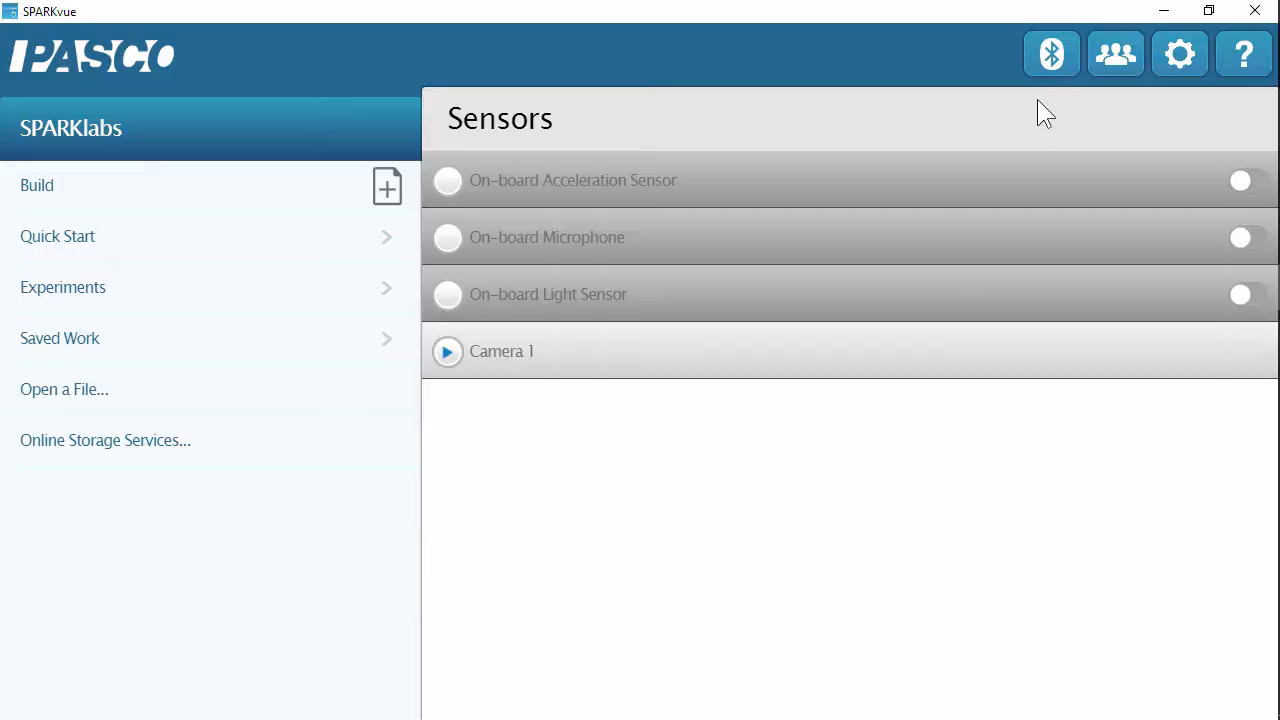 SPARKvue
PASCO
?
SPARKlabs
Build
Quick Start
Experiments
Saved Work
Open a File...
Online Storage Services...
Sensors
On-board Acceleration Sensor
On-board Microphone
On-board Light Sensor
Camera 1